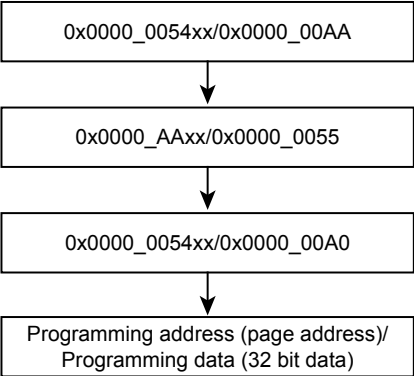 0x0000_0054xx/0x0000_00AA
0x0000_AAxx/0x0000_0055
0x0000_0054xx/0x0000_00A0
Programming address (page address)/
Programming data (32 bit data)